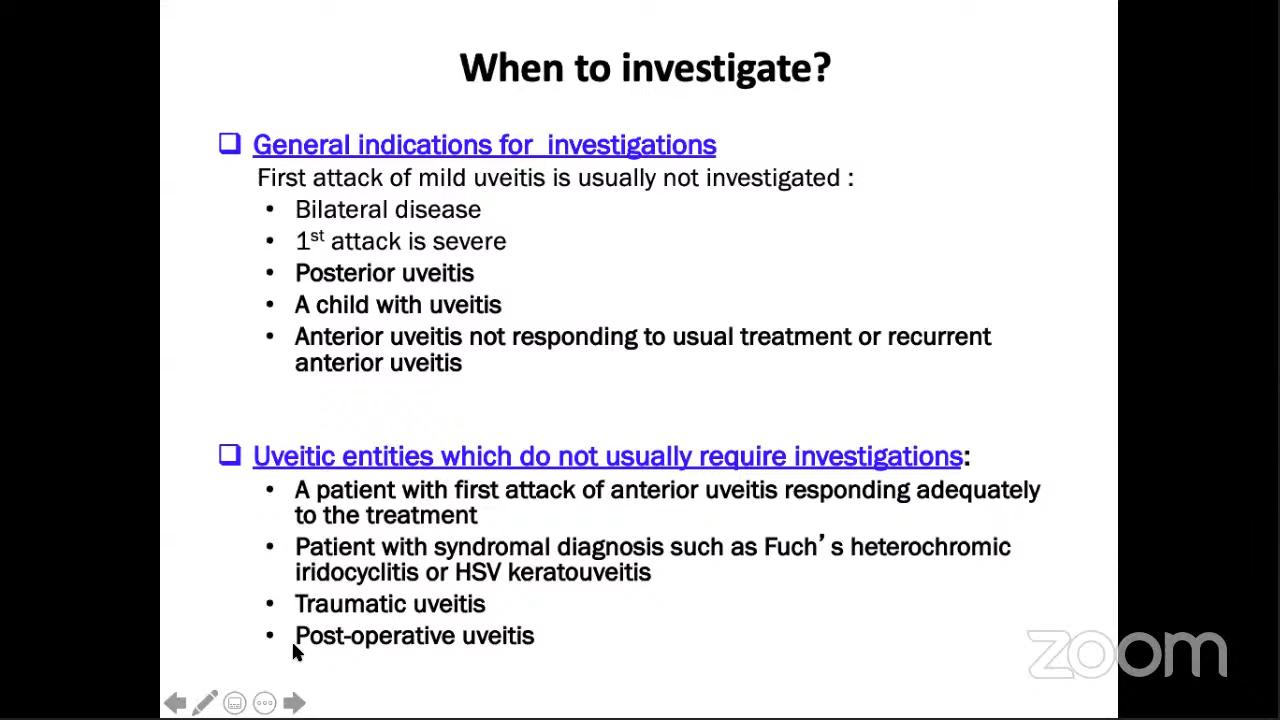 When to investigate?
❑ General indications for investigations
First attack of mild uveitis is usually not investigated :
• Bilateral disease
• 1st attack is severe
• Posterior uveitis
• A child with uveitis
• Anterior uveitis not responding to usual treatment or recurrent
anterior uveitis
❑ Uveitic entities which do not usually require investigations:
• A patient with first attack of anterior uveitis responding adequately
to the treatment
• Patient with syndromal diagnosis such as Fuch’s heterochromic
iridocyclitis or HSV keratouveitis
• Traumatic uveitis
• Post-operative uveitis
zoom